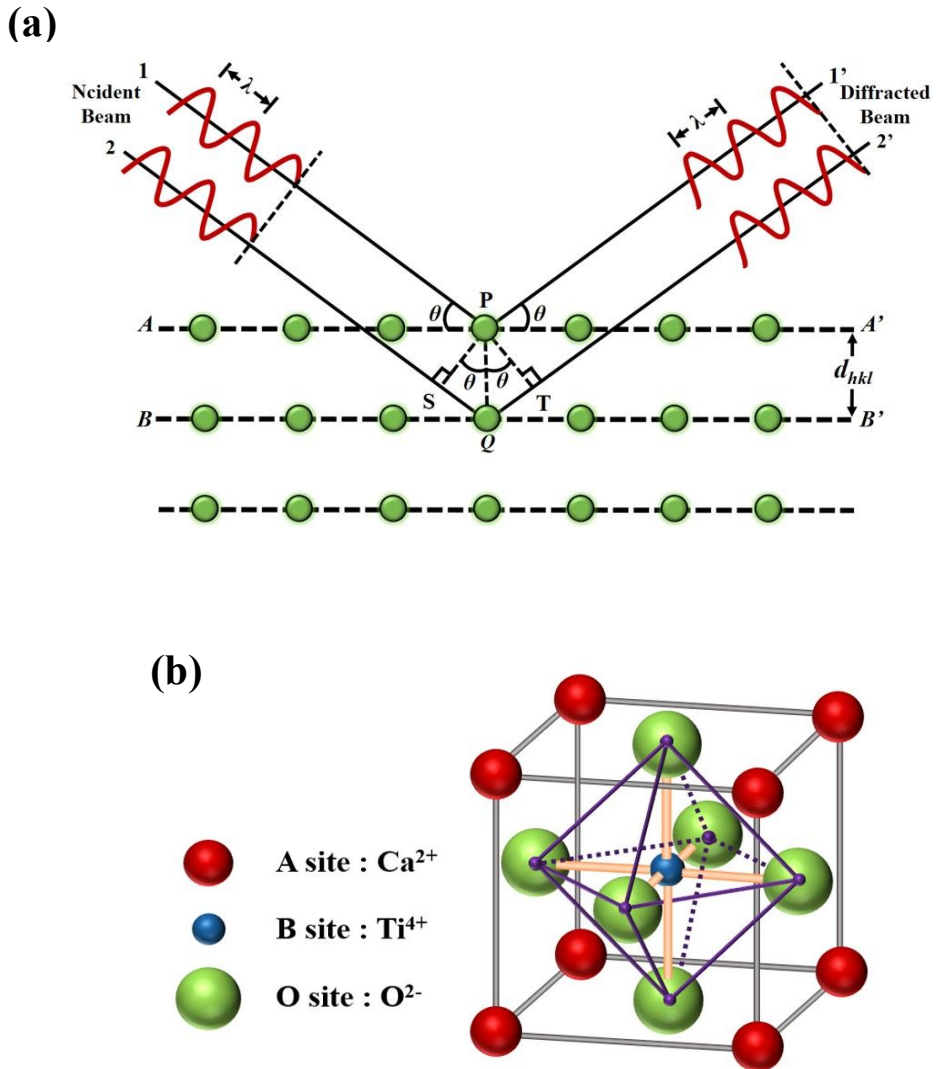 (a)
1
λ
Ncident
Beam
2
λ
1’
Diffracted
Beam
2’
P
θ
θ
A
A’
θ
θ
d_hkl
S
T
B
B’
Q
(b)
A site : Ca²⁺
B site : Ti⁴⁺
O site : O²⁻